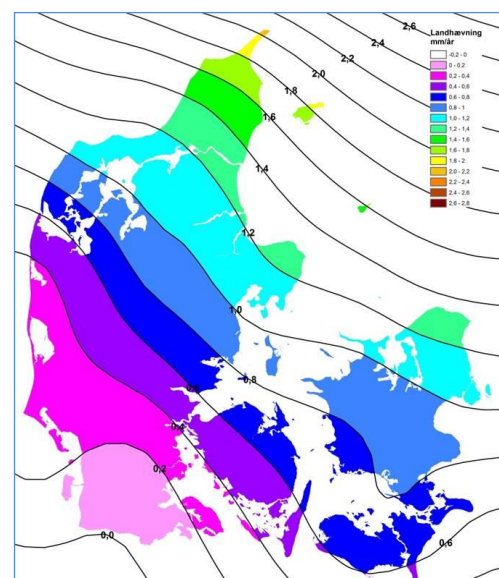 2,6
2,4
2,2
2,0
1,8
1,6
1,4
1,2
1,0
0,8
0,6
0,4
0,2
0,0
0,6
Landhævning
mm/år
-0,2 - 0
0 - 0,2
0,2 - 0,4
0,4 - 0,6
0,6 - 0,8
0,8 - 1
1,0 - 1,2
1,2 - 1,4
1,4 - 1,6
1,6 - 1,8
1,8 - 2
2,0 - 2,2
2,2 - 2,4
2,4 - 2,6
2,6 - 2,8